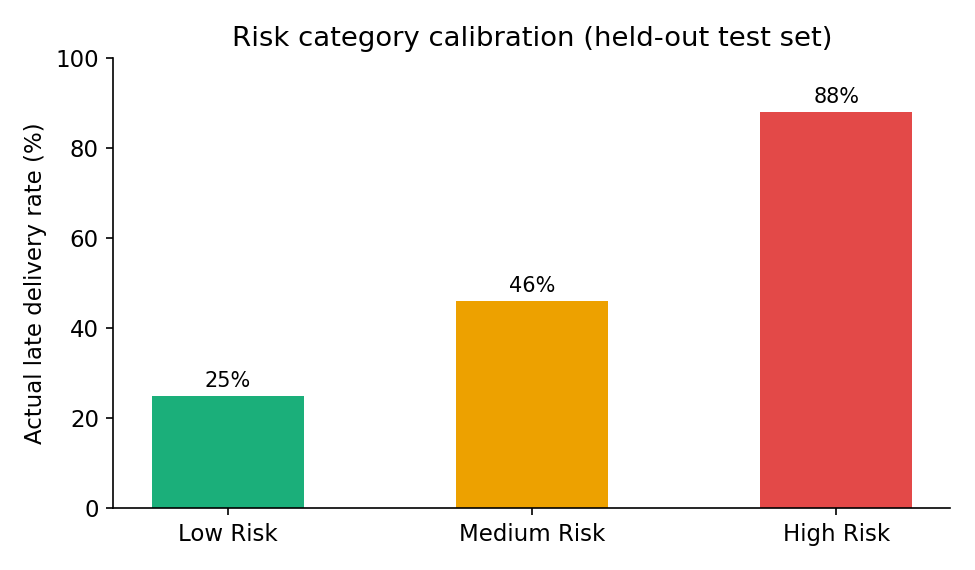 Risk category calibration (held-out test set)
Actual late delivery rate (%)
100
80
60
40
20
0
25%
46%
88%
Low Risk
Medium Risk
High Risk